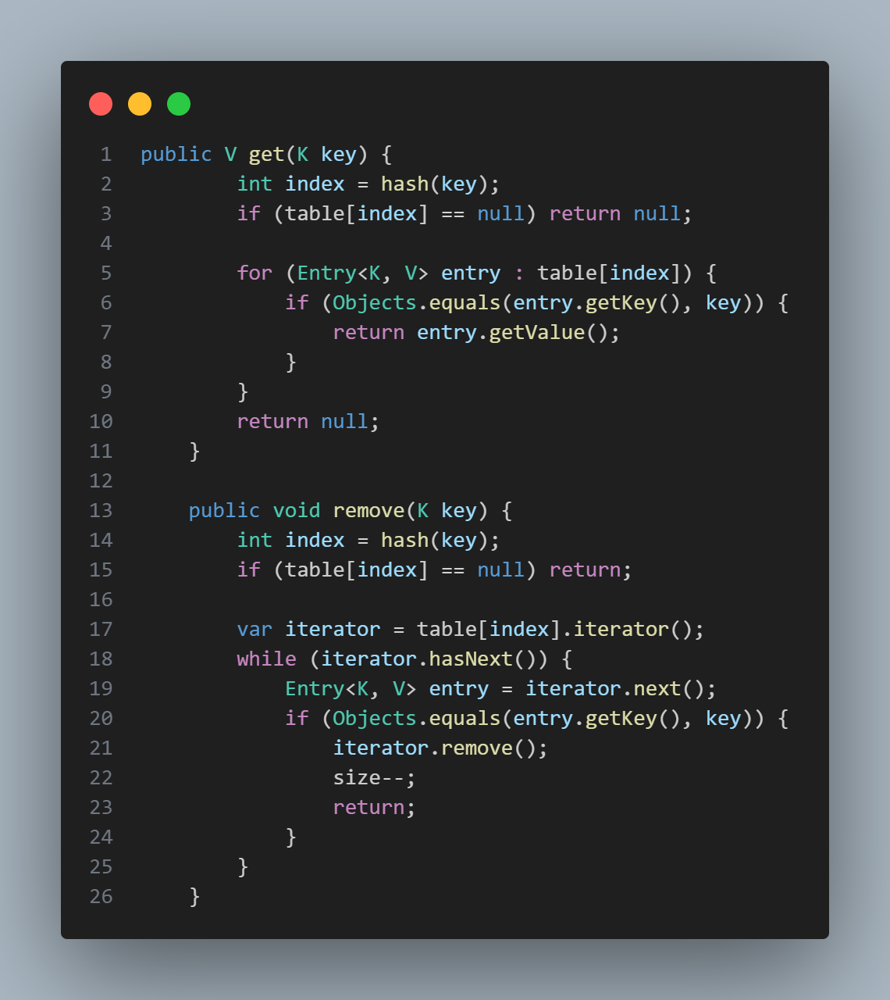 1 public V get(K key) {
2         int index = hash(key);
3         if (table[index] == null) return null;
4
5         for (Entry<K, V> entry : table[index]) {
6             if (Objects.equals(entry.getKey(), key)) {
7                 return entry.getValue();
8             }
9         }
10         return null;
11     }
12
13     public void remove(K key) {
14         int index = hash(key);
15         if (table[index] == null) return;
16
17         var iterator = table[index].iterator();
18         while (iterator.hasNext()) {
19             Entry<K, V> entry = iterator.next();
20             if (Objects.equals(entry.getKey(), key)) {
21                 iterator.remove();
22                 size--;
23                 return;
24             }
25         }
26     }